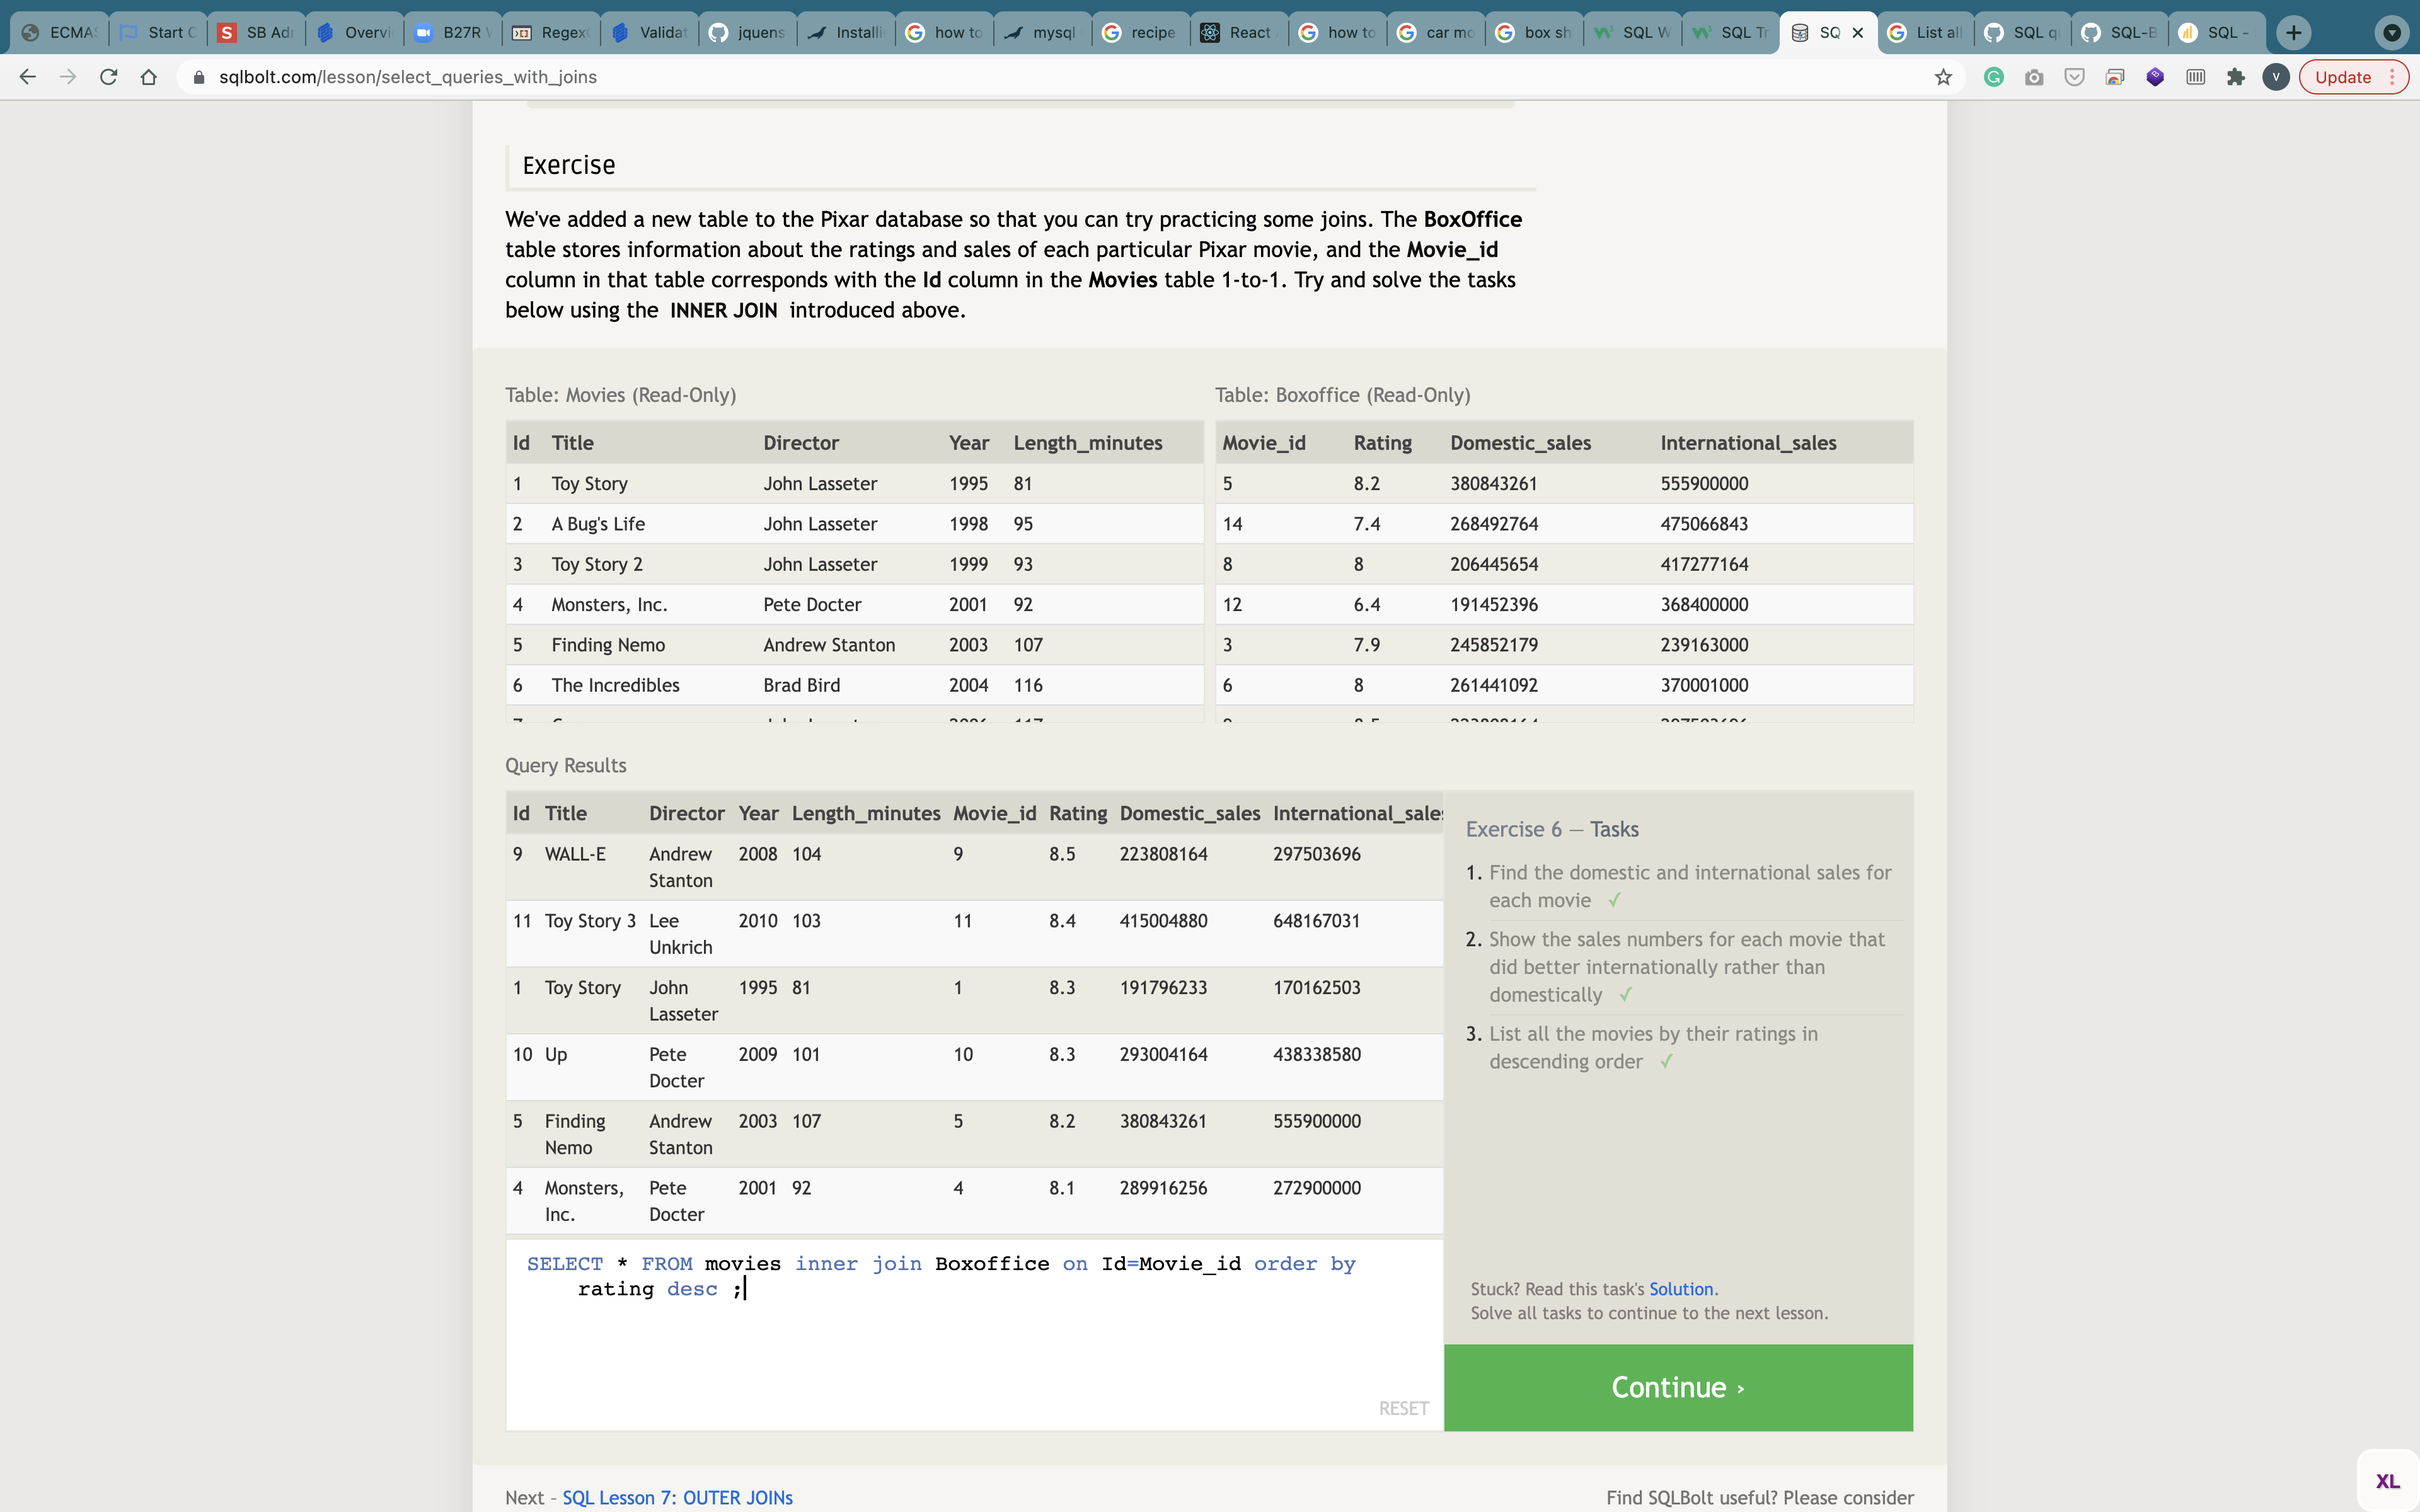 ECMAS
Start C
SB Adm
Overvi
B27R W
RegexO
Validat
jquens
Installi
how to
mysql
recipe
React
how to
car mo
box sh
SQL W
SQL Tr
SQ
List all
SQL q
SQL-B
SQL -
sqlbolt.com/lesson/select_queries_with_joins
V
Update
Exercise
We've added a new table to the Pixar database so that you can try practicing some joins. The BoxOffice
table stores information about the ratings and sales of each particular Pixar movie, and the Movie_id
column in that table corresponds with the Id column in the Movies table 1-to-1. Try and solve the tasks
below using the INNER JOIN introduced above.
Table: Movies (Read-Only)
Id Title Director Year Length_minutes
1 Toy Story John Lasseter 1995 81
2 A Bug's Life John Lasseter 1998 95
3 Toy Story 2 John Lasseter 1999 93
4 Monsters, Inc. Pete Docter 2001 92
5 Finding Nemo Andrew Stanton 2003 107
6 The Incredibles Brad Bird 2004 116
Table: Boxoffice (Read-Only)
Movie_id Rating Domestic_sales International_sales
5 8.2 380843261 555900000
14 7.4 268492764 475066843
8 8 206445654 417277164
12 6.4 191452396 368400000
3 7.9 245852179 239163000
6 8 261441092 370001000
Query Results
Id Title Director Year Length_minutes Movie_id Rating Domestic_sales International_sales
9 WALL-E Andrew 2008 104 9 8.5 223808164 297503696
Stanton
11 Toy Story 3 Lee 2010 103 11 8.4 415004880 648167031
Unkrich
1 Toy Story John 1995 81 1 8.3 191796233 170162503
Lasseter
10 Up Pete 2009 101 10 8.3 293004164 438338580
Docter
5 Finding Andrew 2003 107 5 8.2 380843261 555900000
Nemo Stanton
4 Monsters, Pete 2001 92 4 8.1 289916256 272900000
Inc. Docter
SELECT * FROM movies inner join Boxoffice on Id=Movie_id order by
rating desc ;
RESET
Exercise 6 — Tasks
1. Find the domestic and international sales for
each movie ✓
2. Show the sales numbers for each movie that
did better internationally rather than
domestically ✓
3. List all the movies by their ratings in
descending order ✓
Stuck? Read this task's Solution.
Solve all tasks to continue to the next lesson.
Continue ›
Next - SQL Lesson 7: OUTER JOINs
Find SQLBolt useful? Please consider
XL